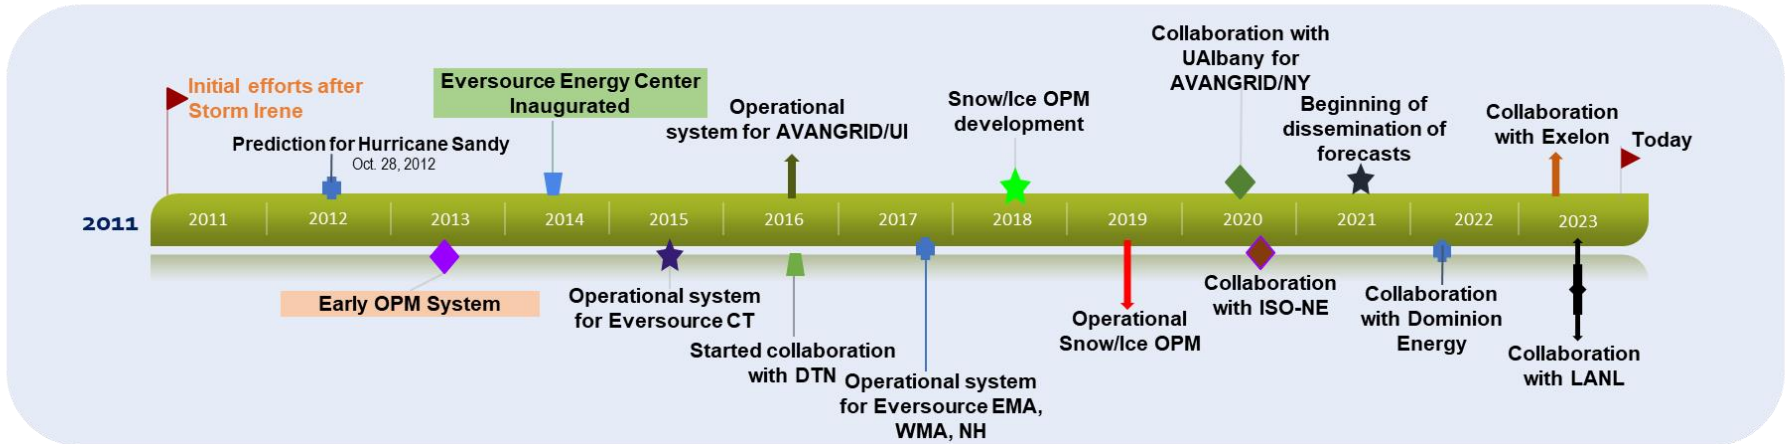 Initial efforts after
Storm Irene
Prediction for Hurricane Sandy
Oct. 28, 2012
Eversource Energy Center
Inaugurated
Operational
system for AVANGRID/UI
Snow/Ice OPM
development
Collaboration with
UAlbany for
AVANGRID/NY
Beginning of
dissemination of
forecasts
Collaboration
with Exelon
Today
2011
2011
2012
2013
2014
2015
2016
2017
2018
2019
2020
2021
2022
2023
Early OPM System
Operational system
for Eversource CT
Started collaboration
with DTN
Operational system
for Eversource EMA,
WMA, NH
Operational
Snow/Ice OPM
Collaboration
with ISO-NE
Collaboration
with Dominion
Energy
Collaboration
with LANL